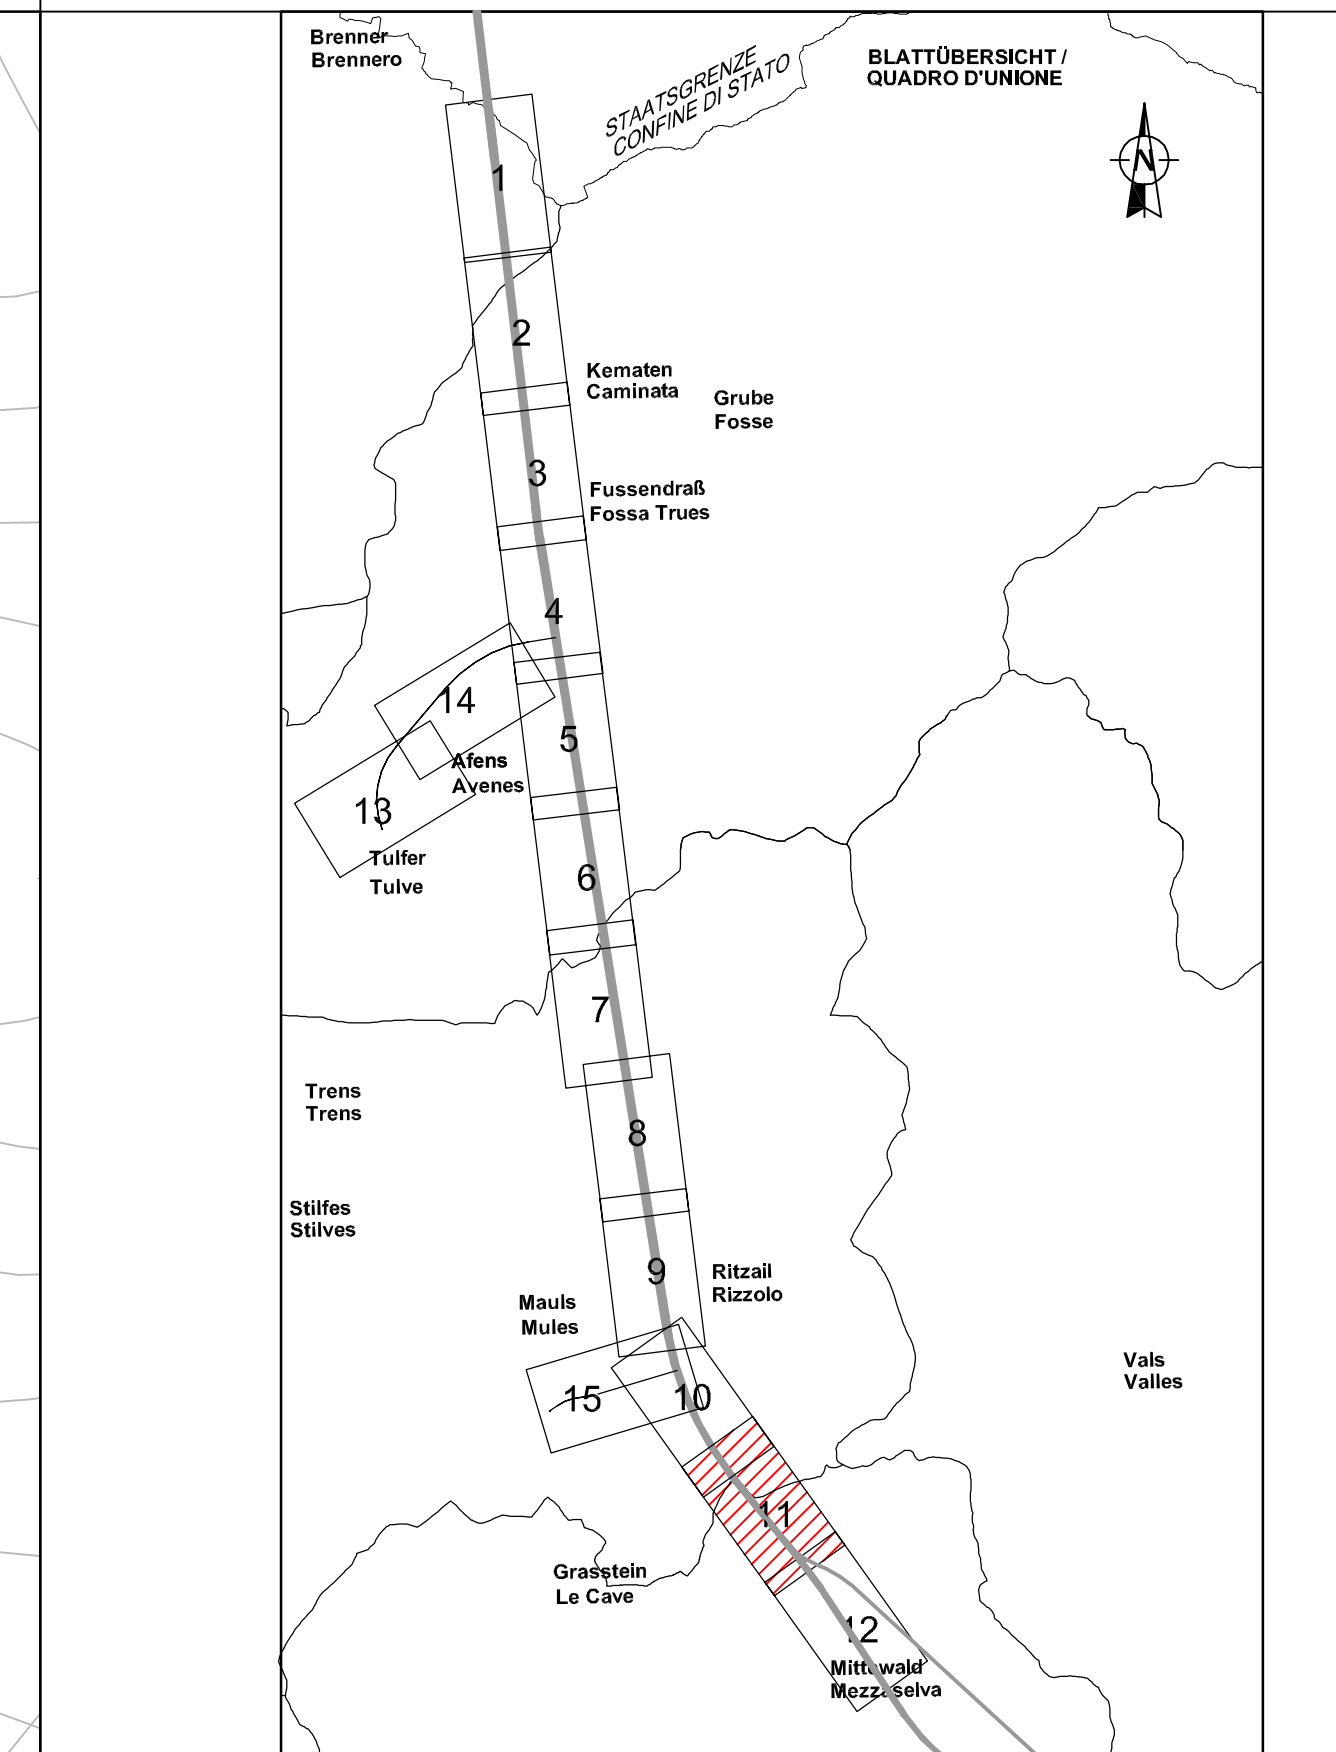 Brenner
Brennero
STAATSGRENZE
CONFINE DI STATO
BLATTÜBERSICHT /
QUADRO D'UNIONE
N
1
2
Kematen
Caminata
Grube
Fosse
3
Fussendraß
Fossa Trues
4
14
5
Afens
Avenes
13
Tulfer
Tulve
6
7
Trens
Trens
8
Stilfes
Stilves
9
Ritzail
Rizzolo
Mauls
Mules
Vals
Valles
15
10
11
Grasstein
Le Cave
12
Mittewald
Mezzaselva